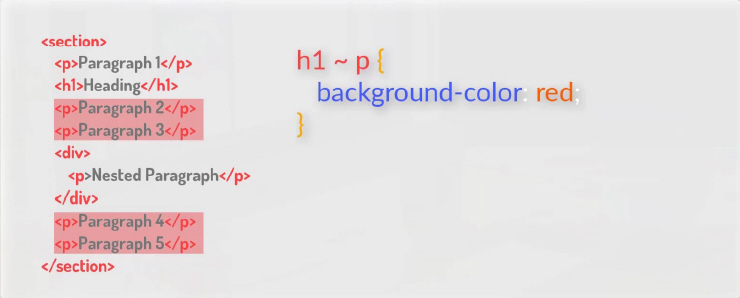 <section>
<p>Paragraph 1</p>
<h1>Heading</h1>
<p>Paragraph 2</p>
<p>Paragraph 3</p>
<div>
<p>Nested Paragraph</p>
</div>
<p>Paragraph 4</p>
<p>Paragraph 5</p>
</section>
h1 ~ p {
background-color: red;
}